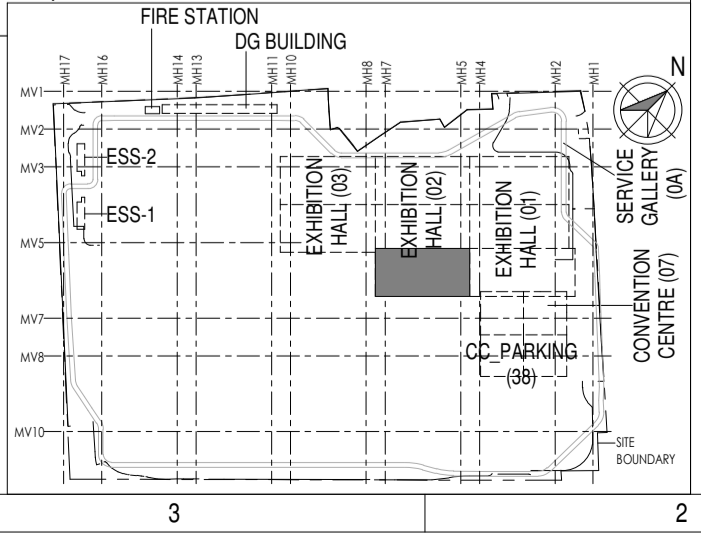 FIRE STATION
DG BUILDING
MH17
MH16
MH14
MH13
MH11
MH10
MH8
MH7
MH5
MH4
MH2
MH1
N
MV1
MV2
MV3
MV5
MV7
MV8
MV10
ESS-2
ESS-1
EXHIBITION
HALL (03)
EXHIBITION
HALL (02)
EXHIBITION
HALL (01)
SERVICE
GALLERY
(0A)
CONVENTION
CENTRE (07)
CC_PARKING
(38)
SITE
BOUNDARY
3
2